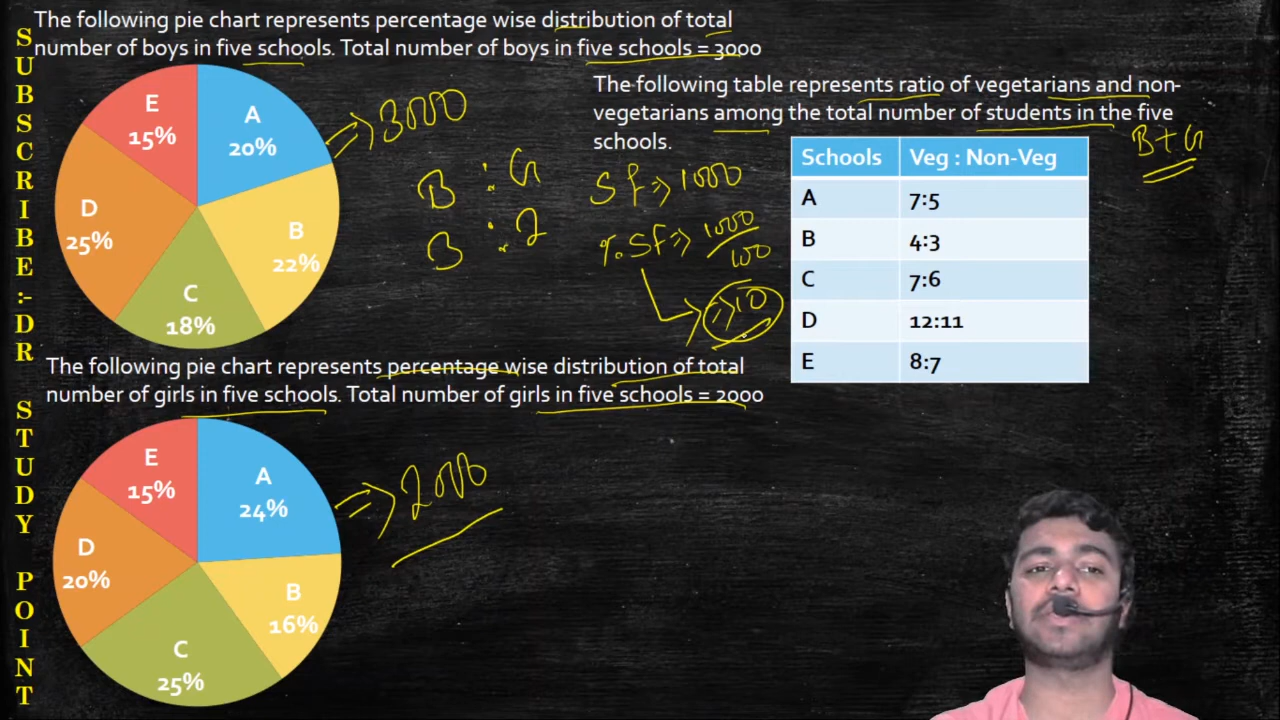 SUBSCRIBE:-DR STUDY POINT
The following pie chart represents percentage wise distribution of total
number of boys in five schools. Total number of boys in five schools = 3000
E
15%
A
20%
D
25%
B
22%
C
18%
3000
B : G
3 : 2
The following table represents ratio of vegetarians and non-
vegetarians among the total number of students in the five
schools.
B+G
Sf ⇒ 1000
% Sf ⇒ 1000/100
⇒ 10
Schools Veg : Non-Veg
A 7:5
B 4:3
C 7:6
D 12:11
E 8:7
The following pie chart represents percentage wise distribution of total
number of girls in five schools. Total number of girls in five schools = 2000
E
15%
A
24%
D
20%
B
16%
C
25%
2000